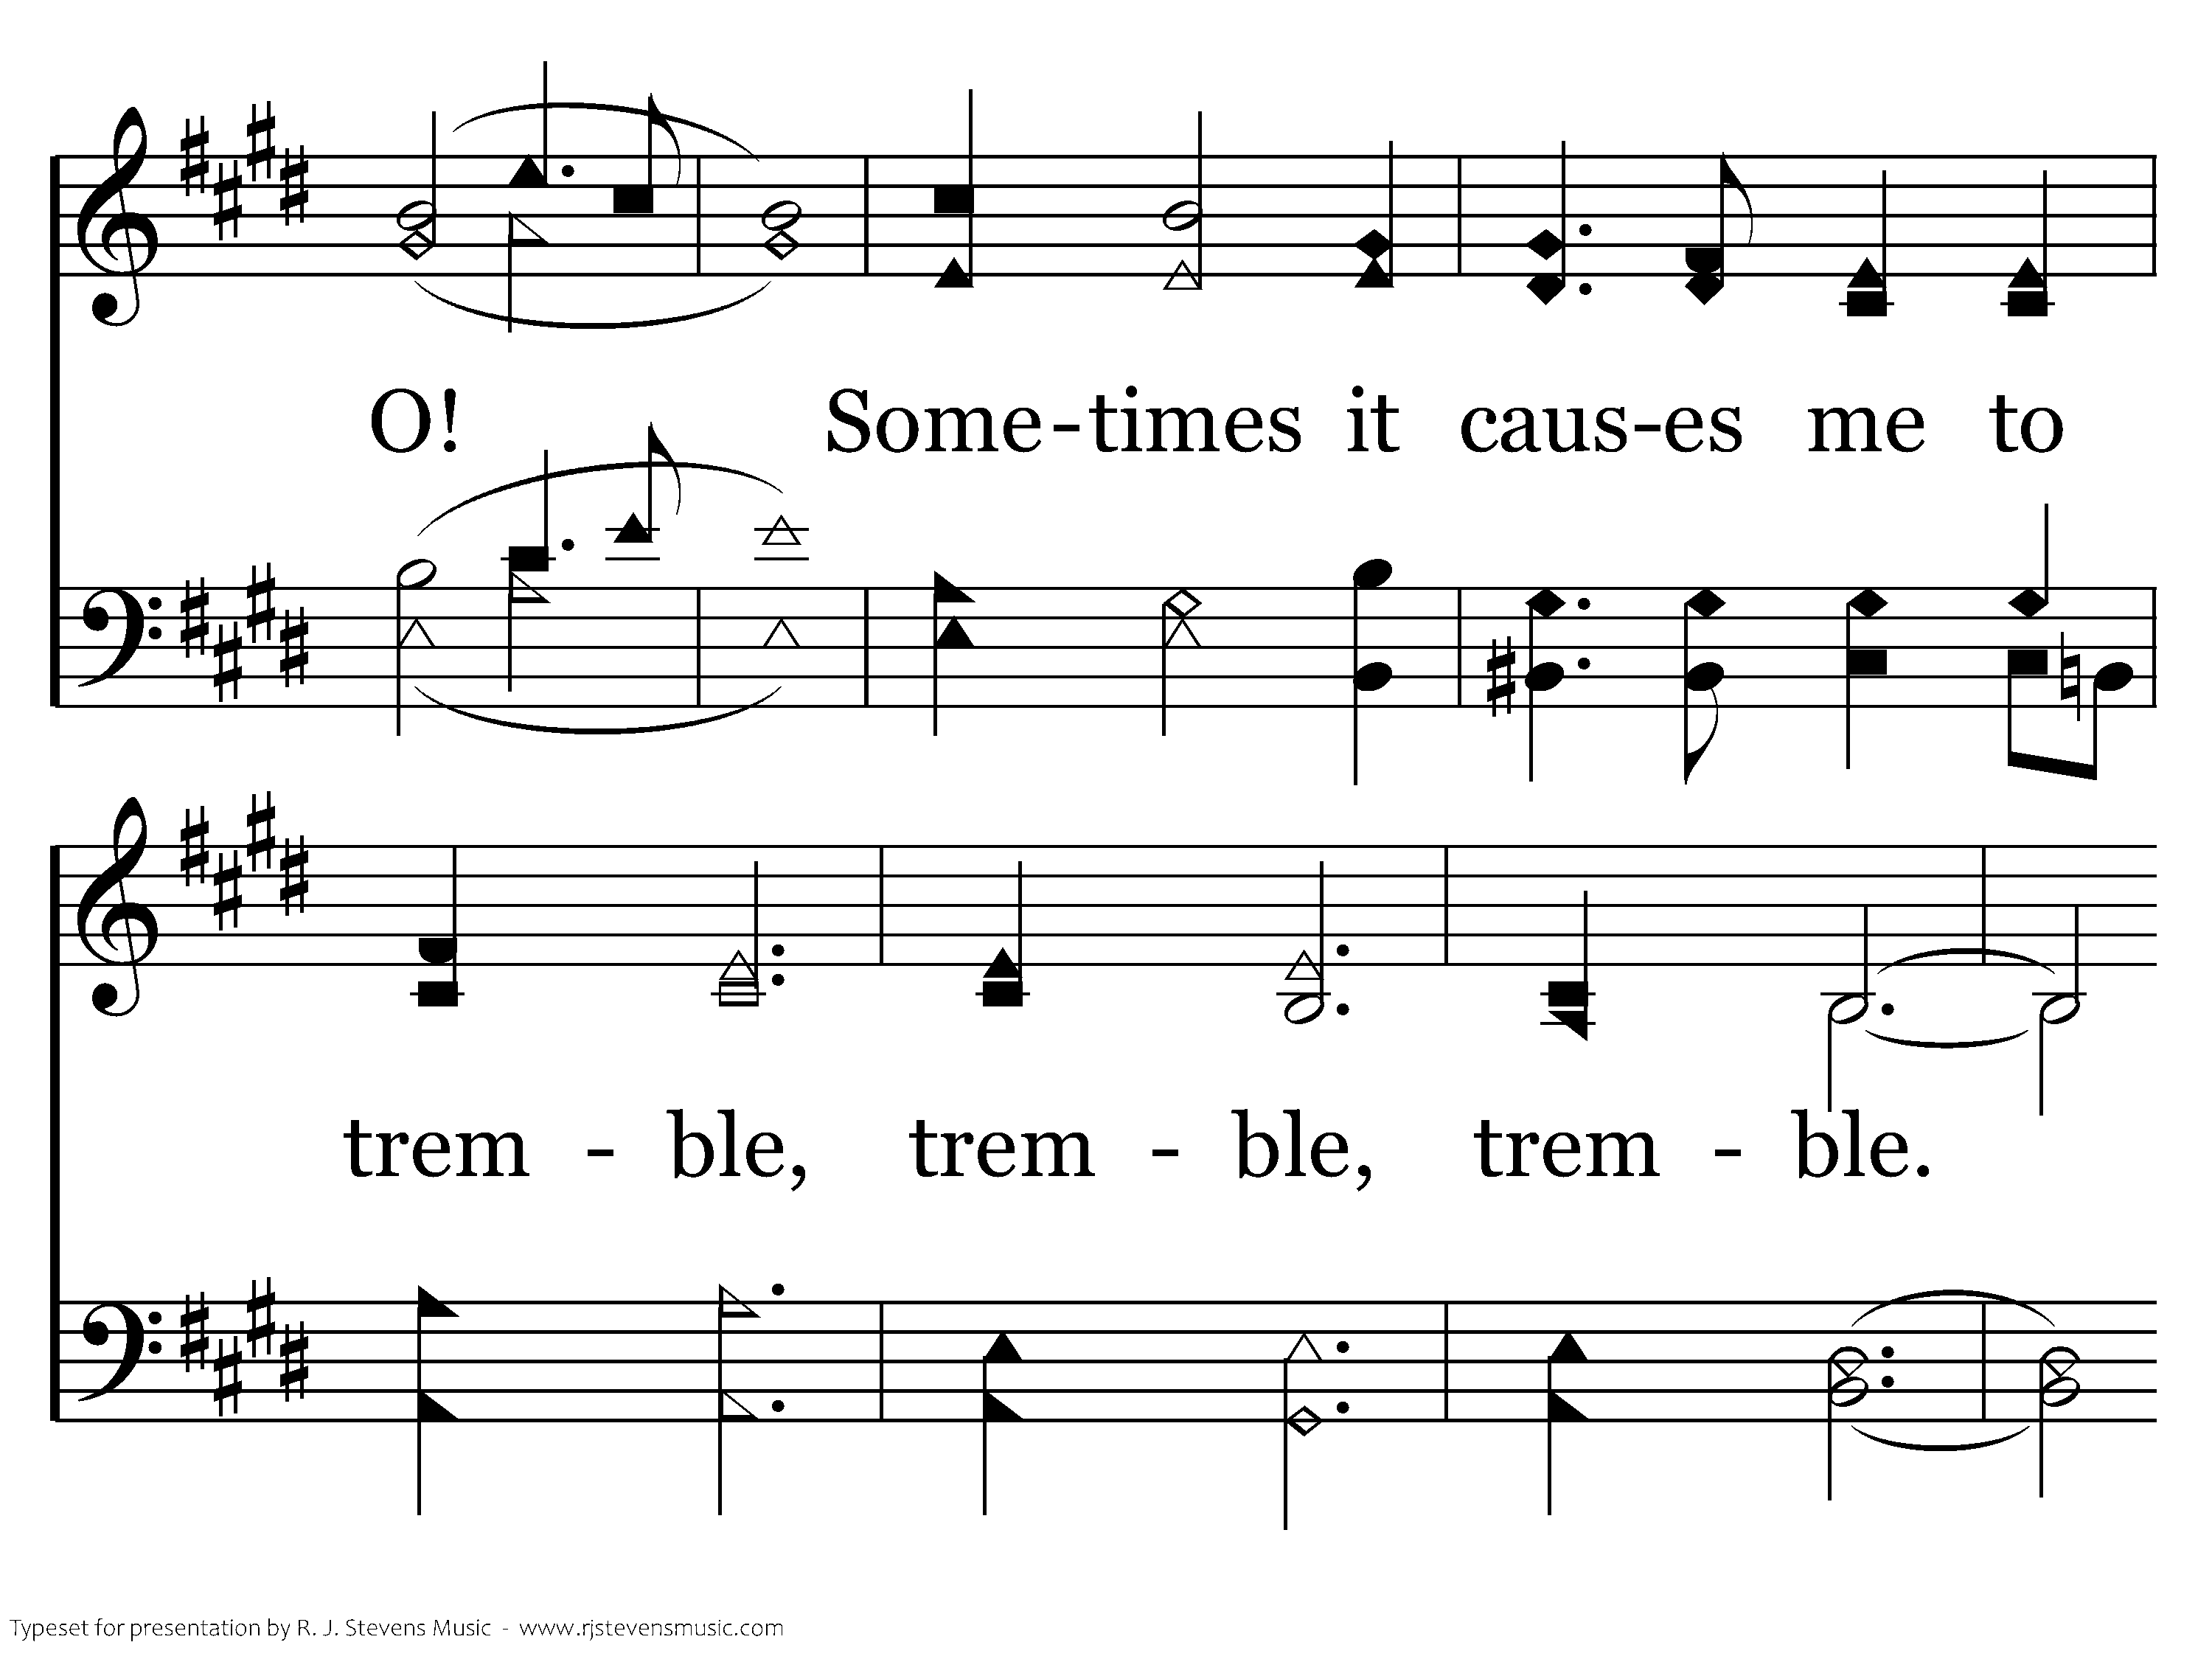 O! Some-times it caus-es me to
trem - ble, trem - ble, trem - ble.
Typeset for presentation by R. J. Stevens Music - www.rjstevensmusic.com